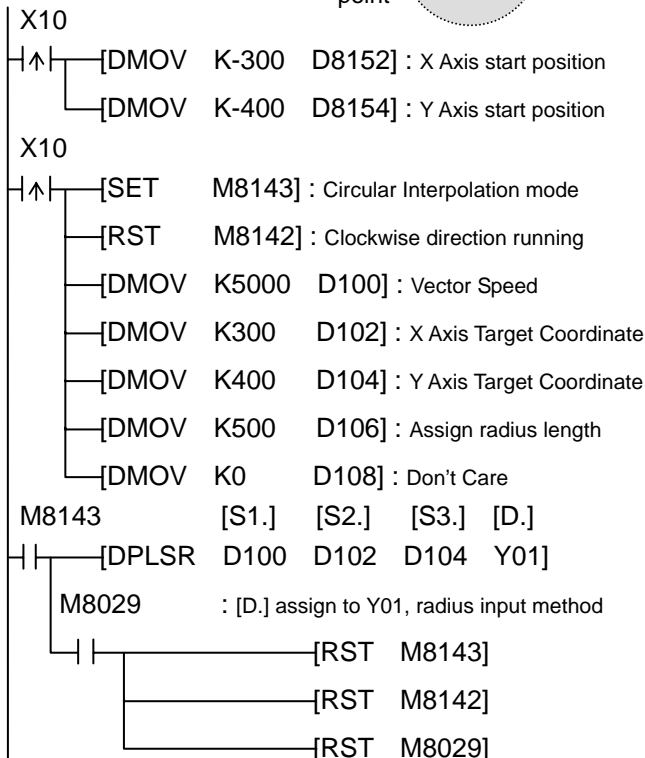 point
X10
[DMOV K-300 D8152] : X Axis start position
[DMOV K-400 D8154] : Y Axis start position
X10
[SET M8143] : Circular Interpolation mode
[RST M8142] : Clockwise direction running
[DMOV K5000 D100] : Vector Speed
[DMOV K300 D102] : X Axis Target Coordinate
[DMOV K400 D104] : Y Axis Target Coordinate
[DMOV K500 D106] : Assign radius length
[DMOV K0 D108] : Don't Care
M8143 [S1.] [S2.] [S3.] [D.]
[DPLSR D100 D102 D104 Y01]
M8029 : [D.] assign to Y01, radius input method
[RST M8143]
[RST M8142]
[RST M8029]